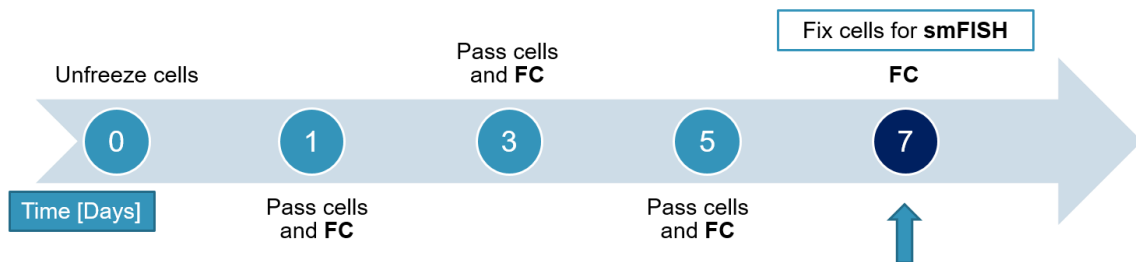 Fix cells for smFISH
Pass cells
and FC
Unfreeze cells
FC
0
1
3
5
7
Time [Days]
Pass cells
and FC
Pass cells
and FC